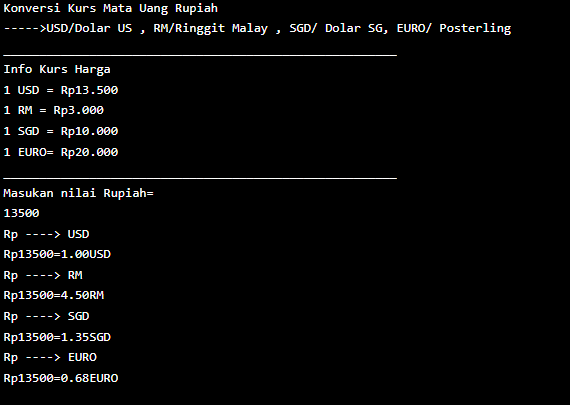 Konversi Kurs Mata Uang Rupiah
----->USD/Dolar US , RM/Ringgit Malay , SGD/ Dolar SG, EURO/ Posterling
_______________________________________________________
Info Kurs Harga
1 USD = Rp13.500
1 RM = Rp3.000
1 SGD = Rp10.000
1 EURO= Rp20.000
_______________________________________________________
Masukan nilai Rupiah=
13500
Rp ----> USD
Rp13500=1.00USD
Rp ----> RM
Rp13500=4.50RM
Rp ----> SGD
Rp13500=1.35SGD
Rp ----> EURO
Rp13500=0.68EURO